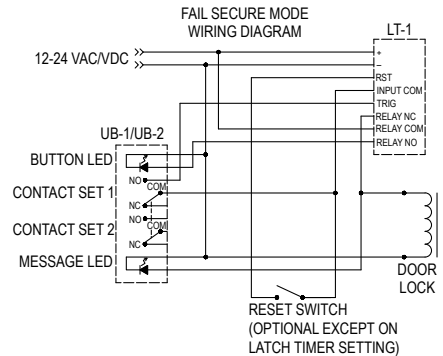 FAIL SECURE MODE
WIRING DIAGRAM
LT-1
12-24 VAC/VDC
+
–
RST
INPUT COM
TRIG
RELAY NC
RELAY COM
RELAY NO
UB-1/UB-2
BUTTON LED
NO
COM
CONTACT SET 1
NC
NO
COM
CONTACT SET 2
NC
MESSAGE LED
DOOR
LOCK
RESET SWITCH
(OPTIONAL EXCEPT ON
LATCH TIMER SETTING)